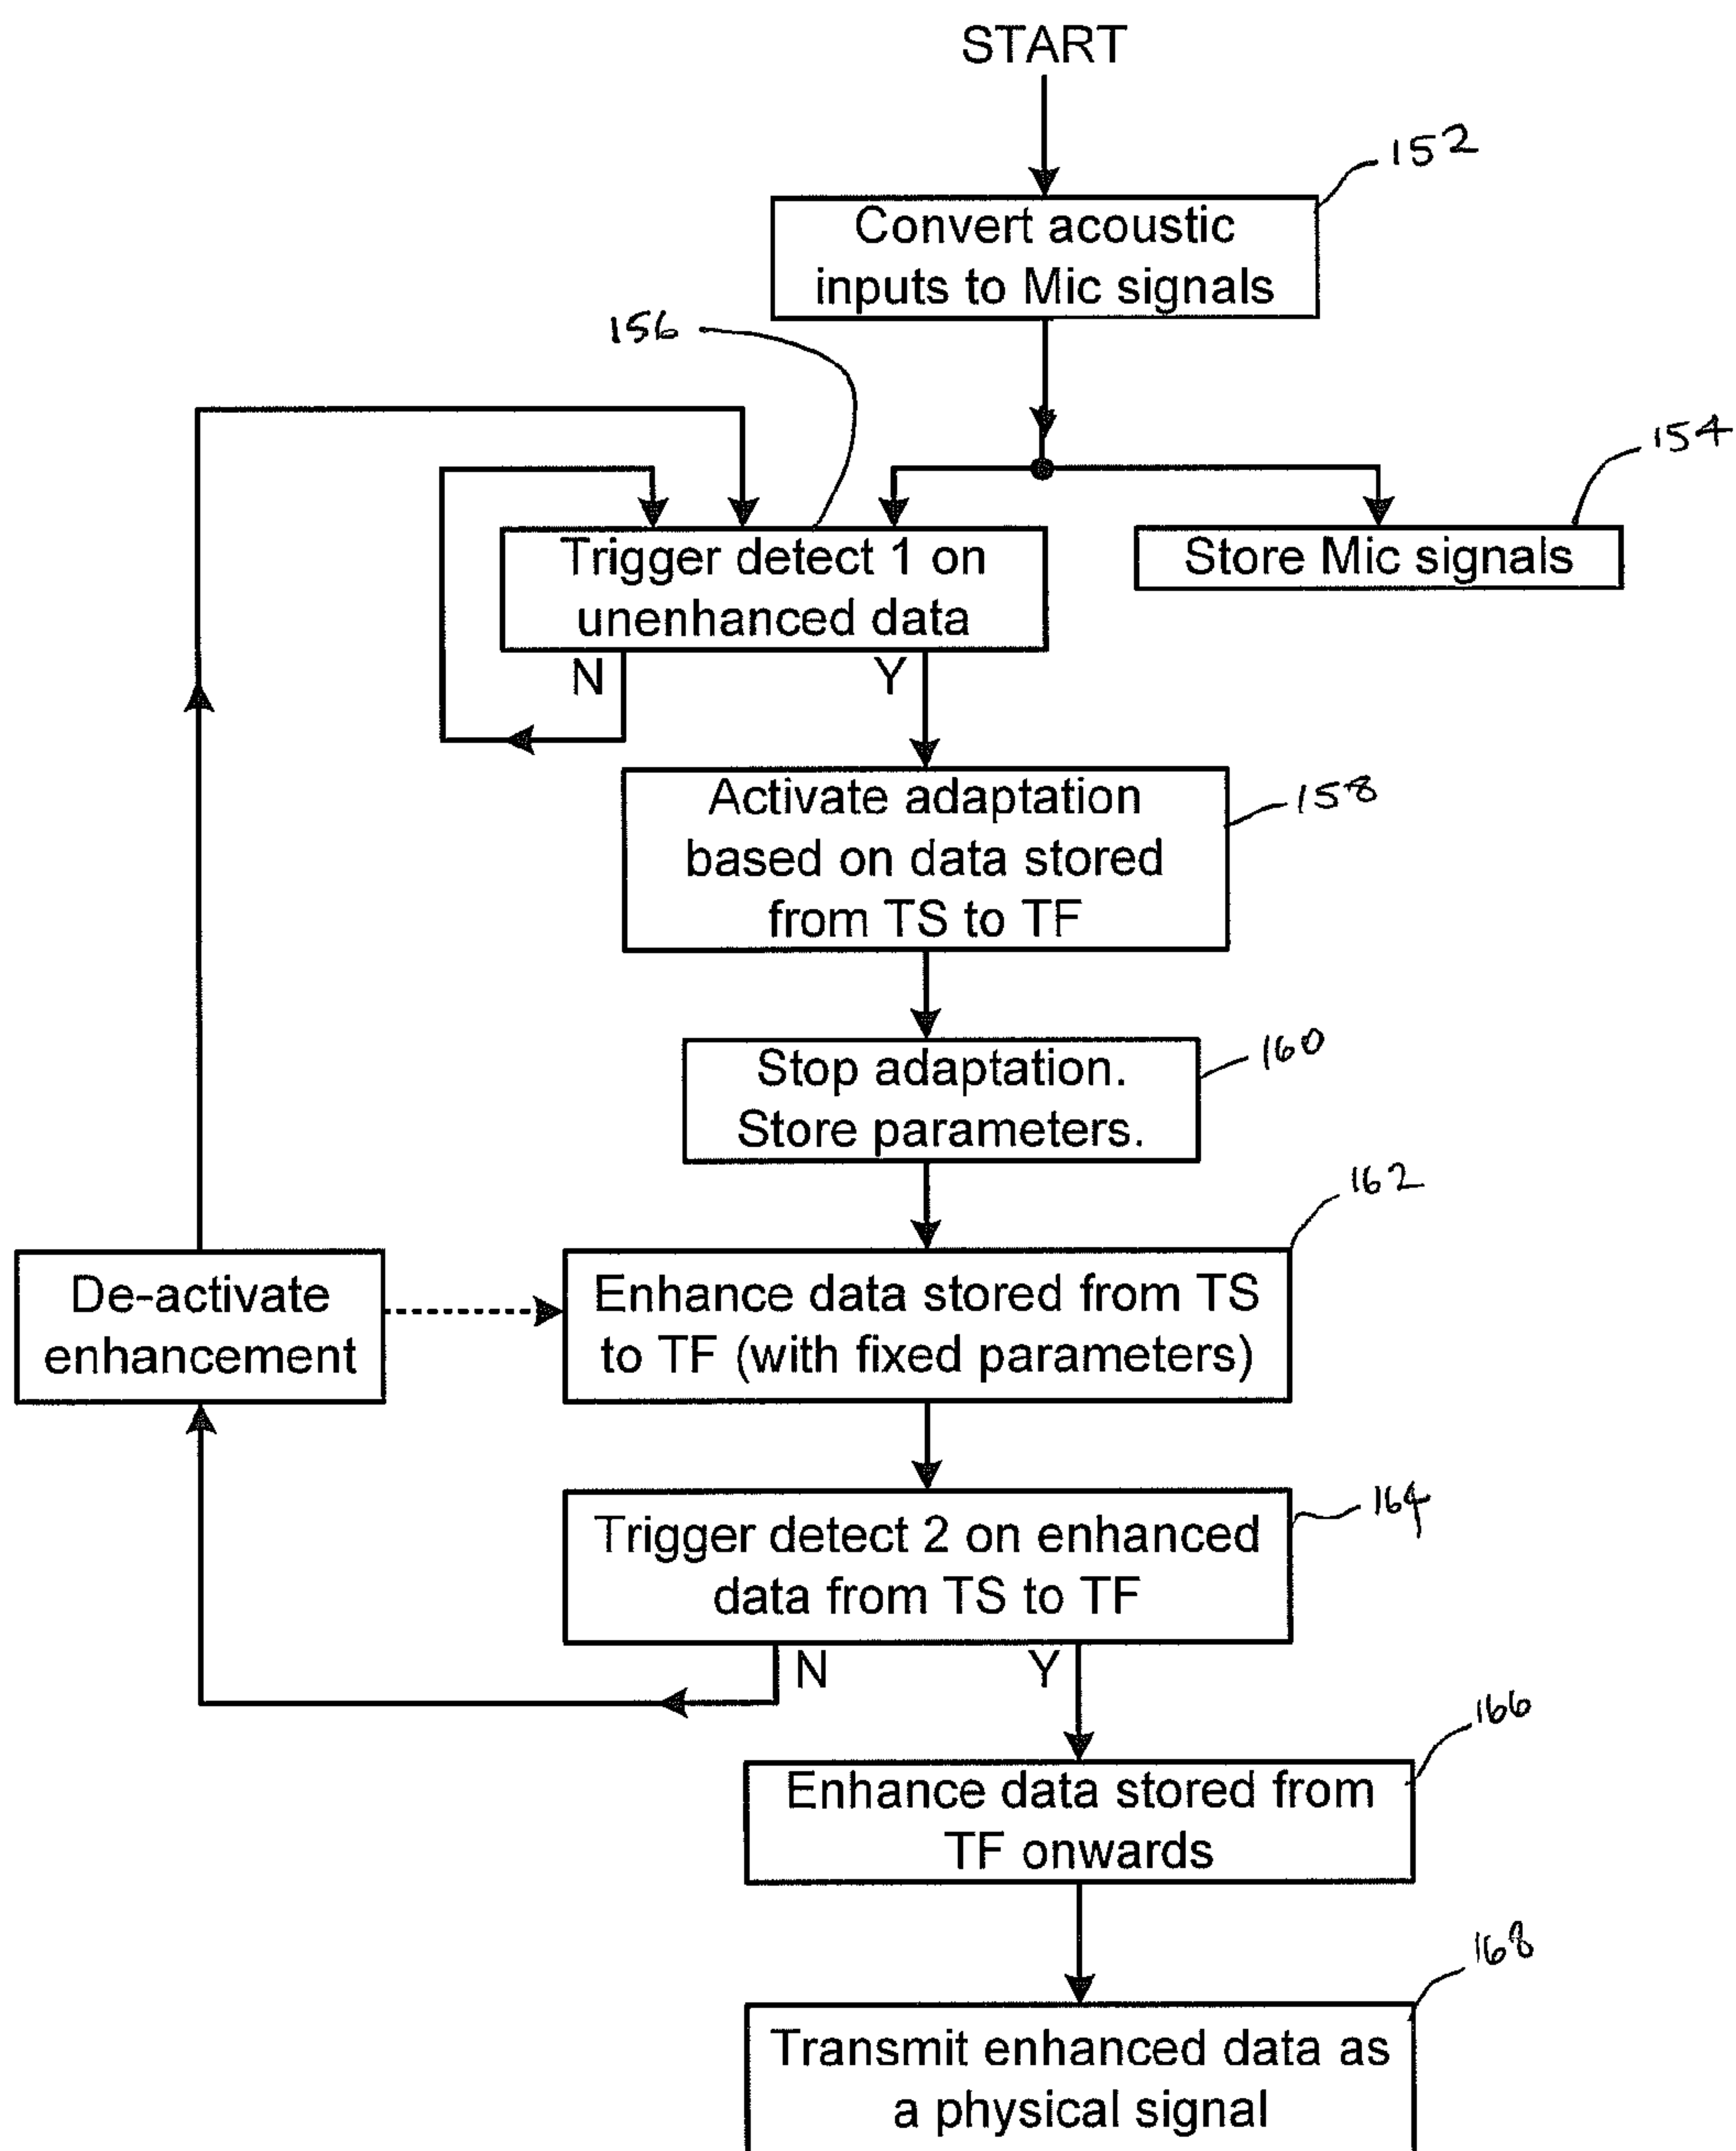 START
152
Convert acoustic
inputs to Mic signals
156
154
Trigger detect 1 on
unenhanced data
Store Mic signals
N
Y
Activate adaptation
based on data stored
from TS to TF
158
Stop adaptation.
Store parameters.
160
162
De-activate
enhancement
Enhance data stored from TS
to TF (with fixed parameters)
Trigger detect 2 on enhanced
data from TS to TF
164
N
Y
166
Enhance data stored from
TF onwards
168
Transmit enhanced data as
a physical signal